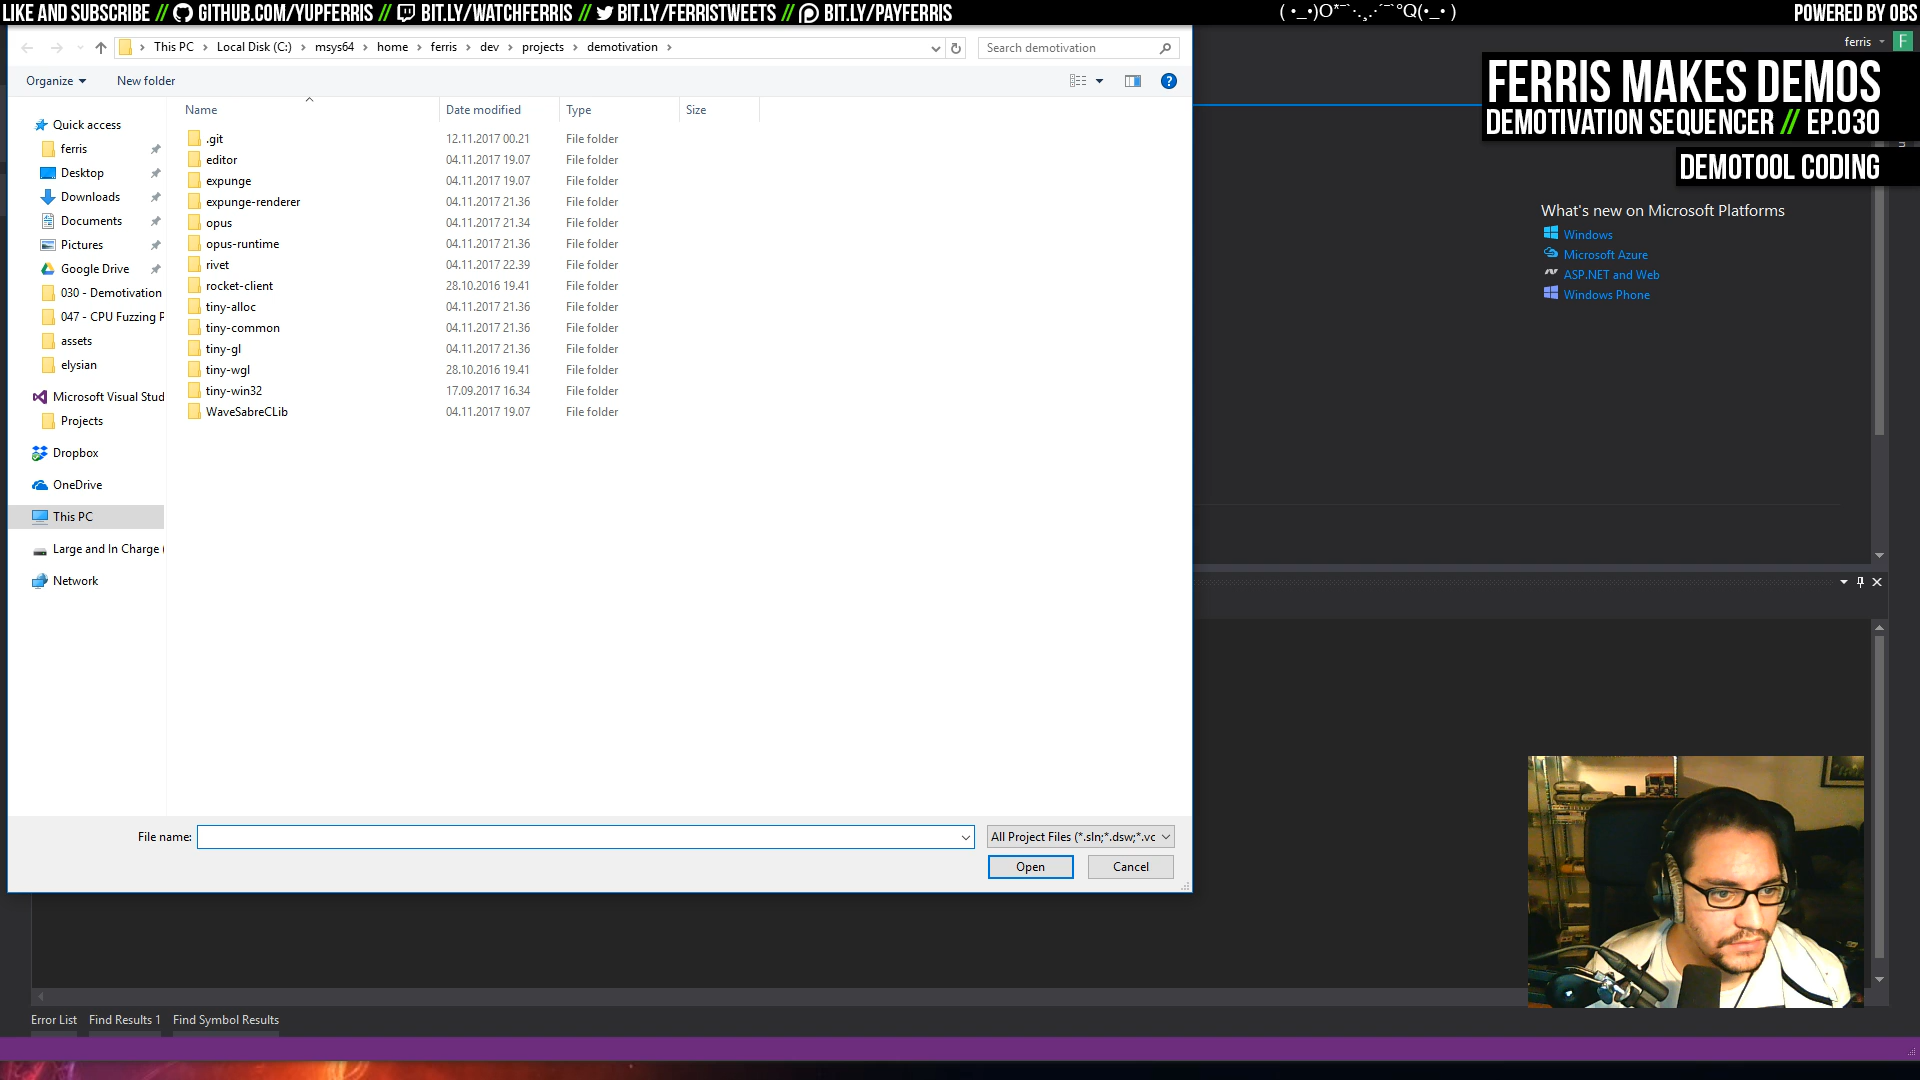 LIKE AND SUBSCRIBE // GITHUB.COM/YUPFERRIS // BIT.LY/WATCHFERRIS // BIT.LY/FERRISTWEETS // BIT.LY/PAYFERRIS
POWERED BY OBS
ferris
F
This PC > Local Disk (C:) > msys64 > home > ferris > dev > projects > demotivation >
Search demotivation
FERRIS MAKES DEMOS
DEMOTIVATION SEQUENCER // EP.030
DEMOTOOL CODING
Organize
New folder
Name Date modified Type Size
Quick access
ferris
Desktop
Downloads
Documents
Pictures
Google Drive
030 - Demotivation
047 - CPU Fuzzing P
assets
elysian
Microsoft Visual Stud
Projects
Dropbox
OneDrive
This PC
Large and In Charge (
Network
.git 12.11.2017 00.21 File folder
editor 04.11.2017 19.07 File folder
expunge 04.11.2017 19.07 File folder
expunge-renderer 04.11.2017 21.36 File folder
opus 04.11.2017 21.34 File folder
opus-runtime 04.11.2017 21.36 File folder
rivet 04.11.2017 22.39 File folder
rocket-client 28.10.2016 19.41 File folder
tiny-alloc 04.11.2017 21.36 File folder
tiny-common 04.11.2017 21.36 File folder
tiny-gl 04.11.2017 21.36 File folder
tiny-wgl 28.10.2016 19.41 File folder
tiny-win32 17.09.2017 16.34 File folder
WaveSabreCLib 04.11.2017 19.07 File folder
What's new on Microsoft Platforms
Windows
Microsoft Azure
ASP.NET and Web
Windows Phone
File name:
All Project Files (*.sln;*.dsw;*.vc
Open
Cancel
Error List Find Results 1 Find Symbol Results